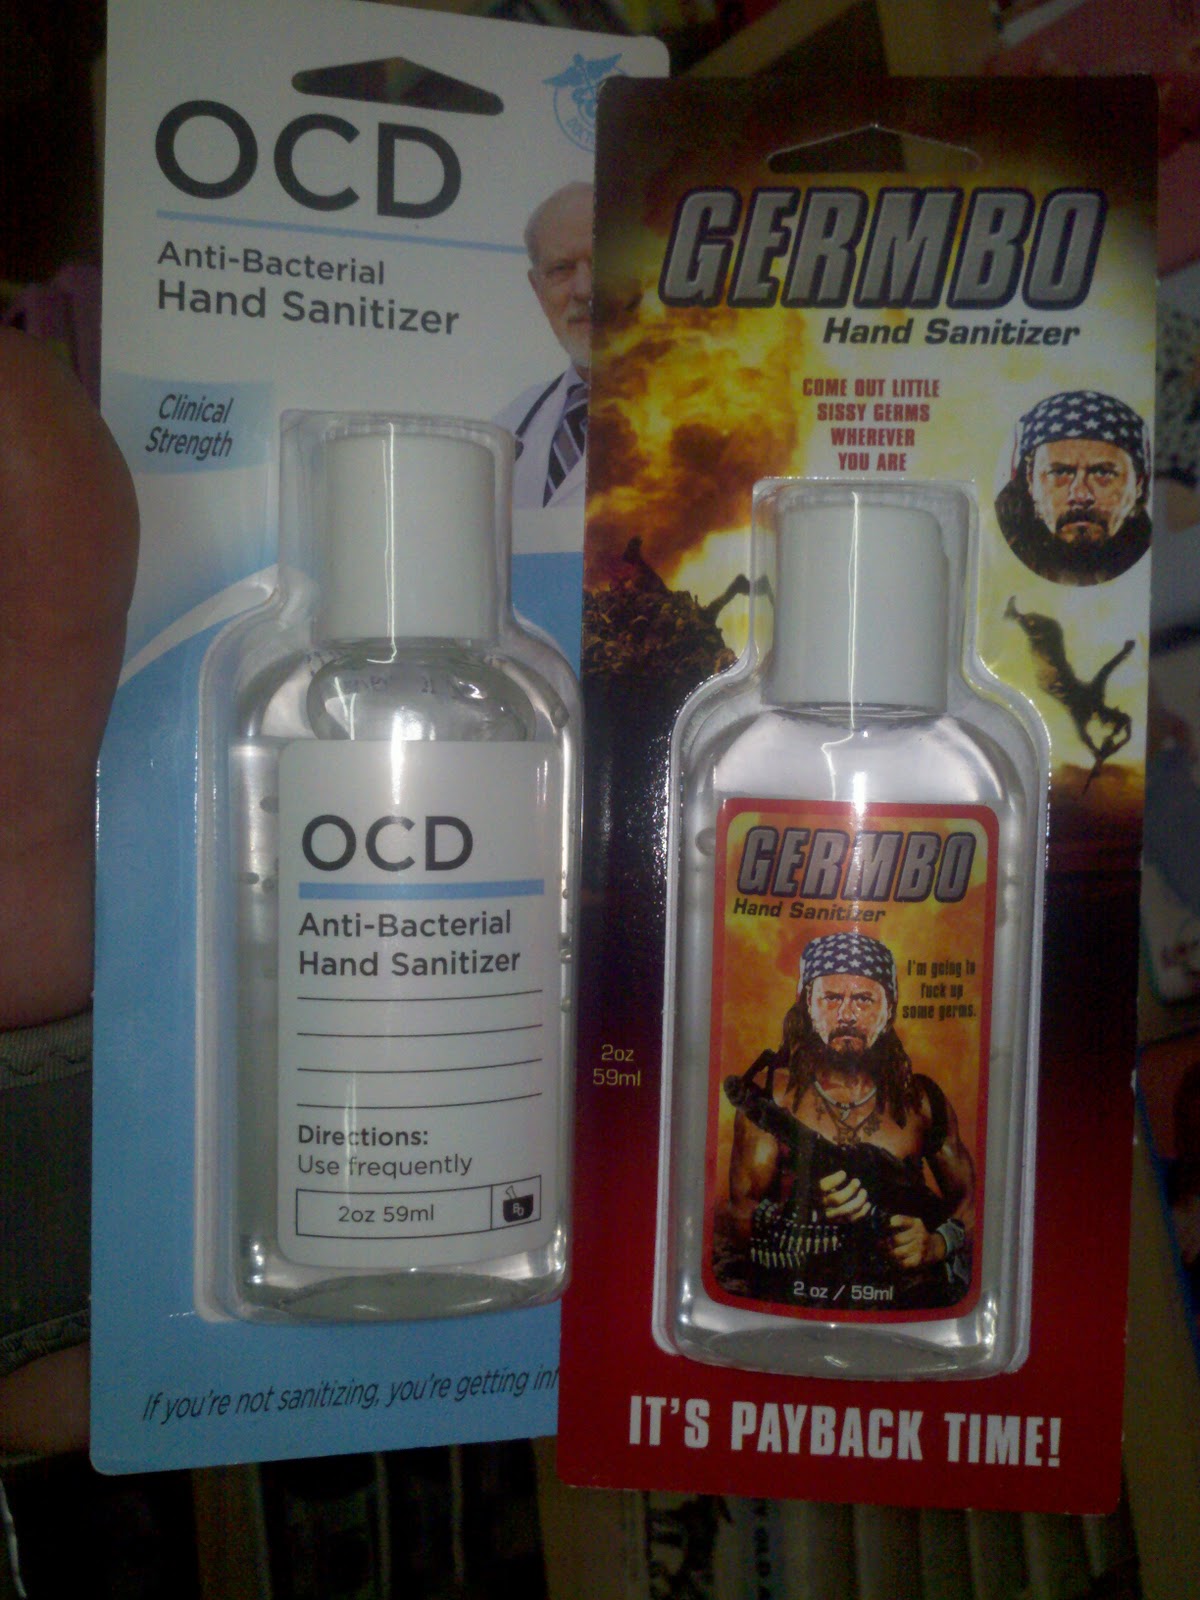 OCD
Anti-Bacterial
Hand Sanitizer
Clinical
Strength
OCD
Anti-Bacterial
Hand Sanitizer
Directions:
Use frequently
2oz 59ml
If you're not sanitizing, you're getting
GERMBO
Hand Sanitizer
COME OUT LITTLE
SISSY GERMS
WHEREVER
YOU ARE
GERMBO
Hand Sanitizer
I'm going to
fuck up
some germs.
2oz
59ml
2 oz / 59ml
IT'S PAYBACK TIME!